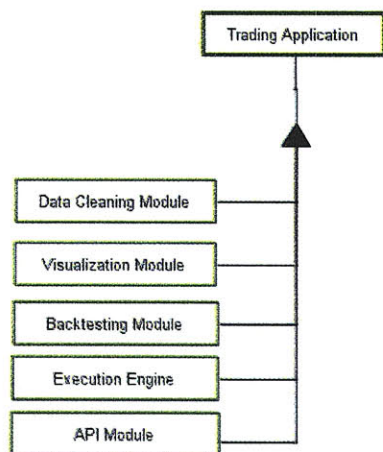 Trading Application
Data Cleaning Module
Visualization Module
Backtesting Module
Execution Engine
API Module